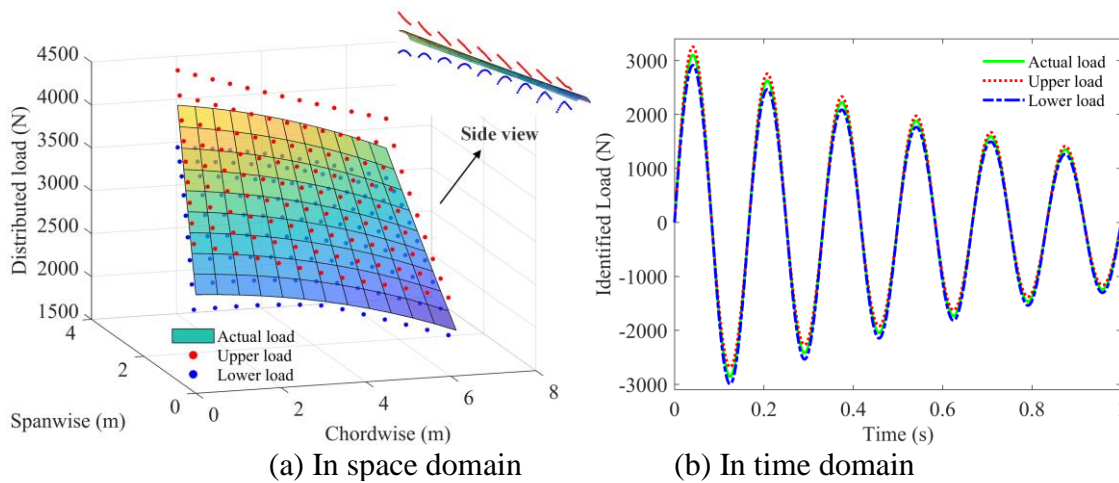 4500
4000
3500
3000
2500
2000
1500
Distributed load (N)
4
2
0
Spanwise (m)
0
2
4
6
8
Chordwise (m)
Side view
Actual load
Upper load
Lower load
(a) In space domain
3000
2000
1000
0
-1000
-2000
-3000
Identified Load (N)
0
0.2
0.4
0.6
0.8
Time (s)
Actual load
Upper load
Lower load
(b) In time domain